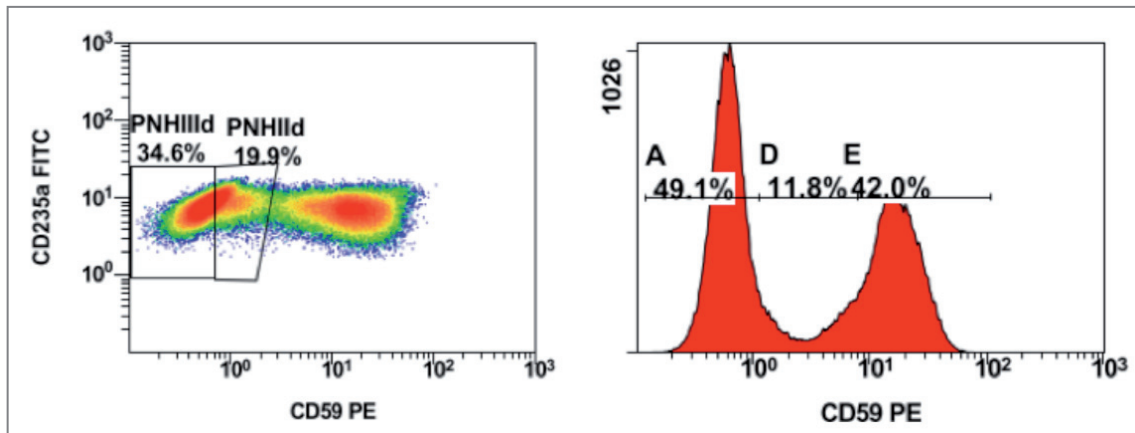 10³
10²
10¹
10⁰
CD235a FITC
PNHIIId PNHIId
34.6% 19.9%
10⁰ 10¹ 10² 10³
CD59 PE
1026
A D E
49.1% 11.8% 42.0%
10⁰ 10¹ 10² 10³
CD59 PE